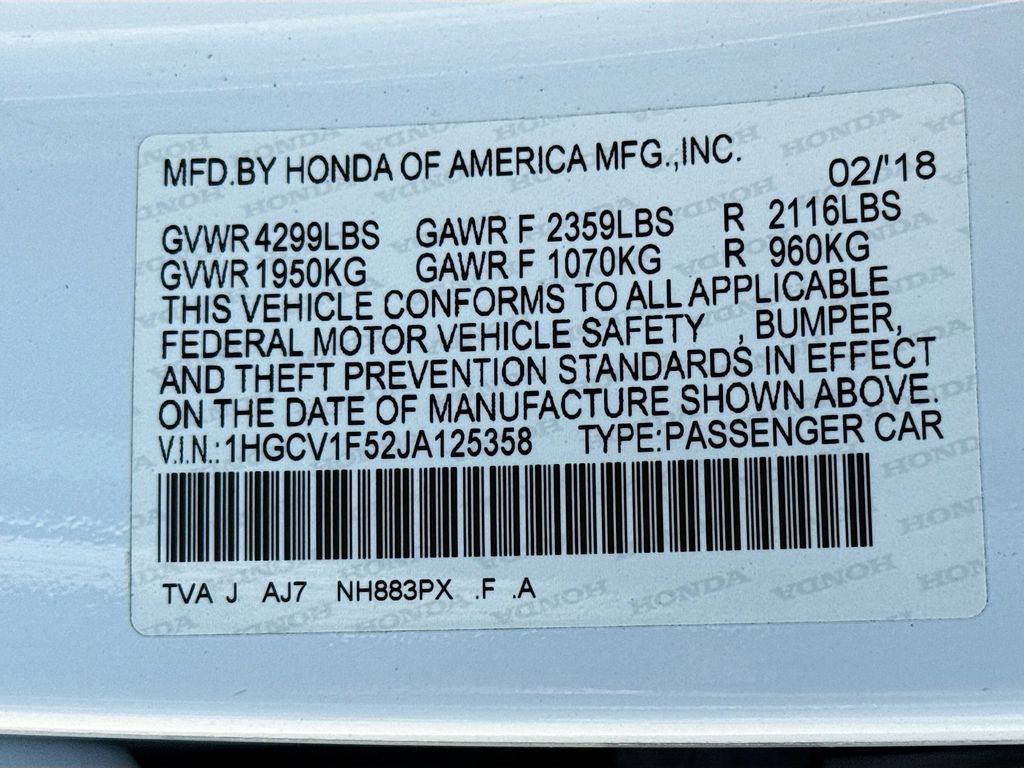 MFD.BY HONDA OF AMERICA MFG.,INC.
02/'18
GVWR 4299LBS GAWR F 2359LBS R 2116LBS
GVWR 1950KG GAWR F 1070KG R 960KG
THIS VEHICLE CONFORMS TO ALL APPLICABLE
FEDERAL MOTOR VEHICLE SAFETY , BUMPER,
AND THEFT PREVENTION STANDARDS IN EFFECT
ON THE DATE OF MANUFACTURE SHOWN ABOVE.
V.I.N.:1HGCV1F52JA125358 TYPE:PASSENGER CAR
TVA J AJ7 NH883PX .F .A